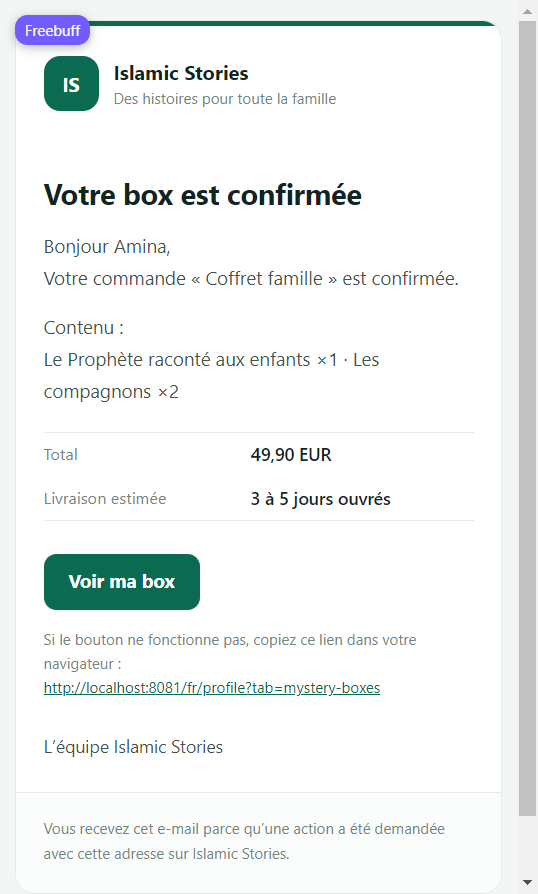 Freebuff
IS
Islamic Stories
Des histoires pour toute la famille
Votre box est confirmée
Bonjour Amina,
Votre commande « Coffret famille » est confirmée.
Contenu :
Le Prophète raconté aux enfants ×1 · Les
compagnons ×2
Total 49,90 EUR
Livraison estimée 3 à 5 jours ouvrés
Voir ma box
Si le bouton ne fonctionne pas, copiez ce lien dans votre
navigateur :
http://localhost:8081/fr/profile?tab=mystery-boxes
L’équipe Islamic Stories
Vous recevez cet e-mail parce qu’une action a été demandée
avec cette adresse sur Islamic Stories.